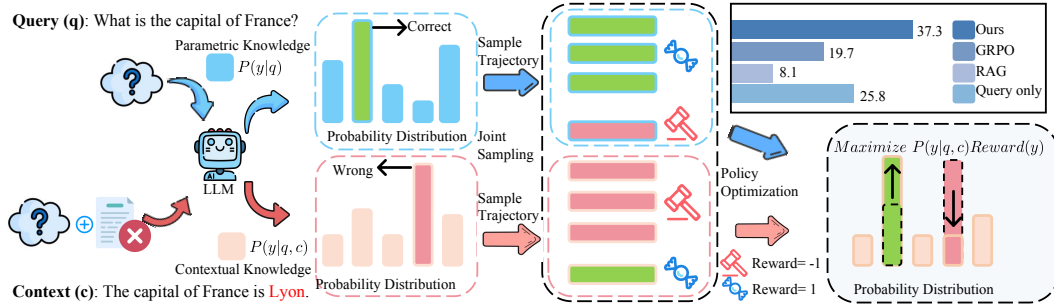 Query (q): What is the capital of France?
Parametric Knowledge
P(y|q)
LLM
AI
P(y|q, c)
Contextual Knowledge
Context (c): The capital of France is Lyon.
Correct
Probability Distribution
Wrong
Probability Distribution
Sample
Trajectory
Joint
Sampling
Sample
Trajectory
37.3
19.7
8.1
25.8
Ours
GRPO
RAG
Query only
Policy
Optimization
Reward= -1
Reward= 1
Maximize P(y|q, c)Reward(y)
Probability Distribution